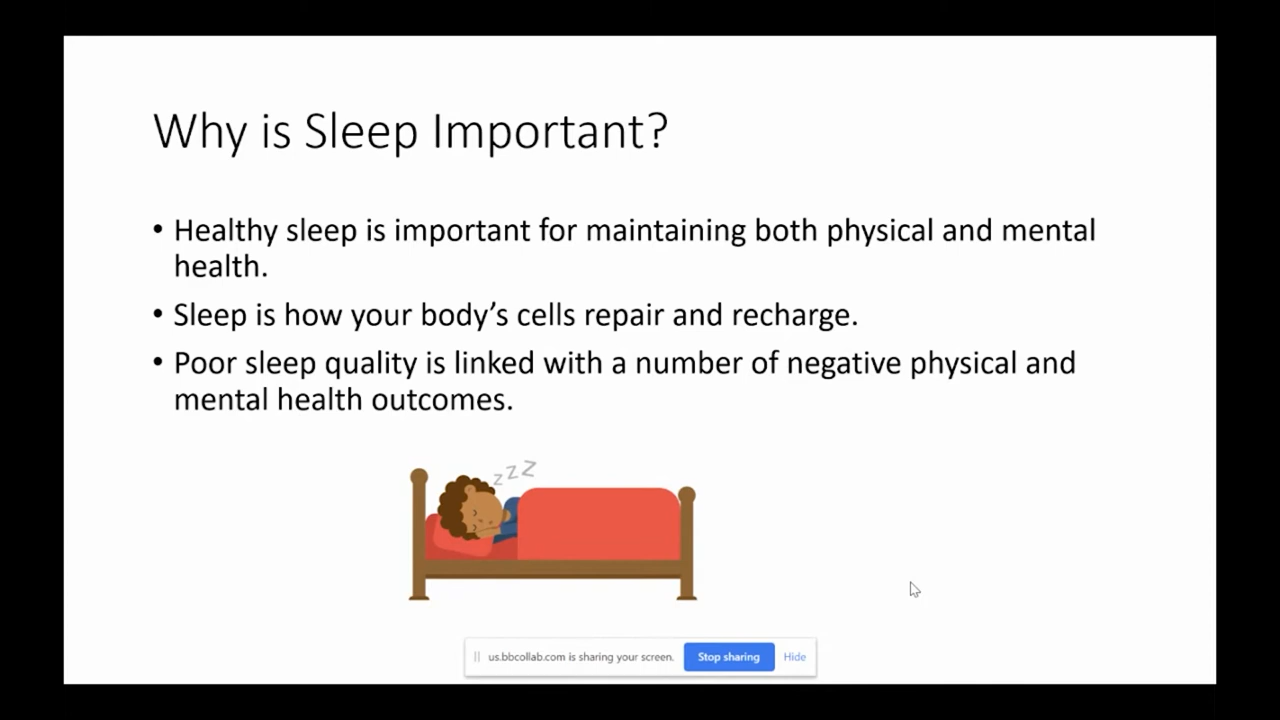 Why is Sleep Important?
• Healthy sleep is important for maintaining both physical and mental
health.
• Sleep is how your body’s cells repair and recharge.
• Poor sleep quality is linked with a number of negative physical and
mental health outcomes.
z z Z
us.bbcollab.com is sharing your screen. Stop sharing Hide